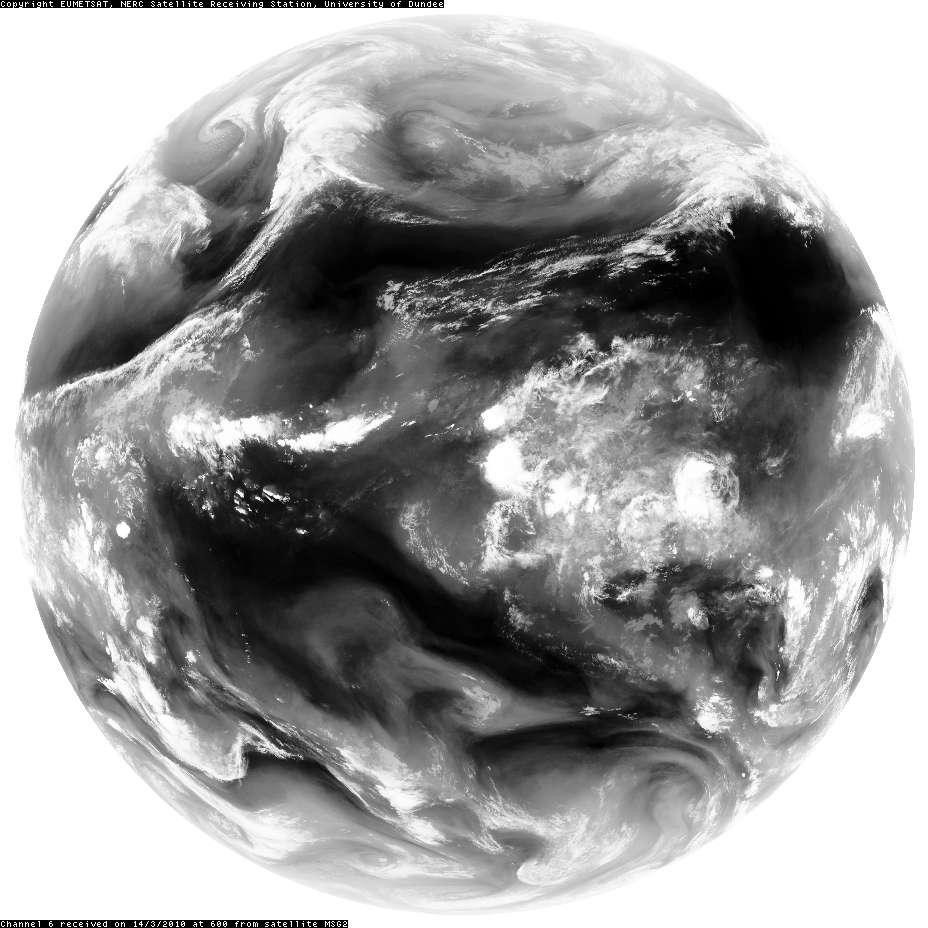 Copyright EUMETSAT, NERC Satellite Receiving Station, University of Dundee
Channel 6 received on 14/3/2010 at 600 from satellite MSG2